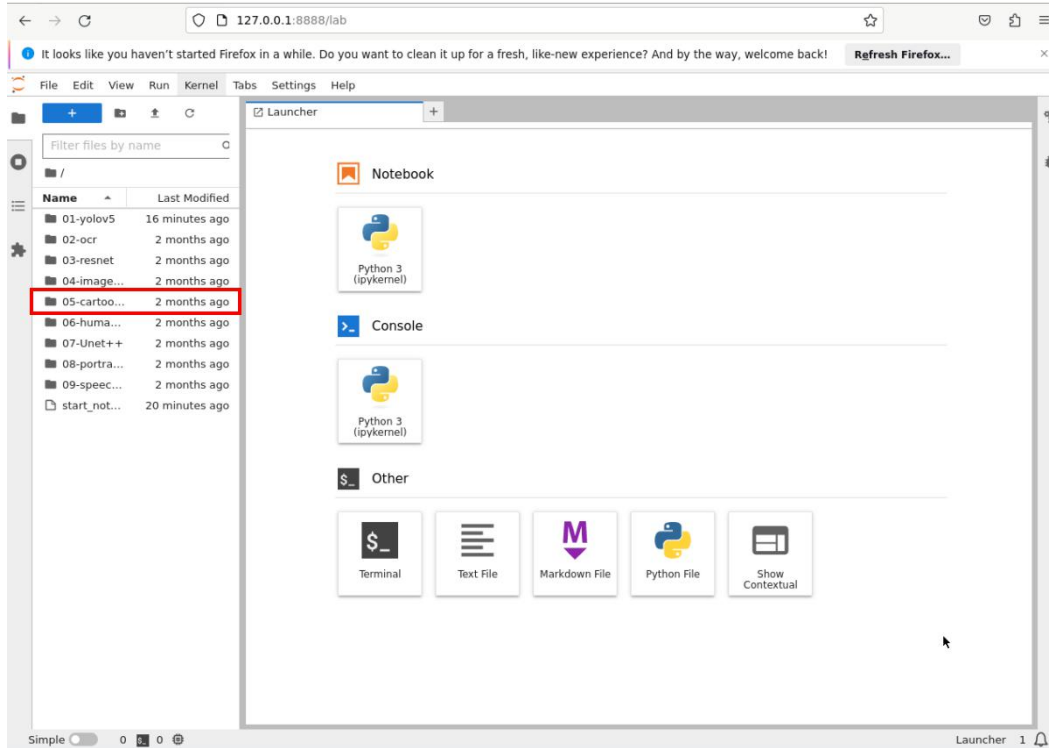 127.0.0.1:8888/lab
It looks like you haven't started Firefox in a while. Do you want to clean it up for a fresh, like-new experience? And by the way, welcome back! Refresh Firefox...
File Edit View Run Kernel Tabs Settings Help
Launcher
Filter files by name
/
Name Last Modified
01-yolov5 16 minutes ago
02-ocr 2 months ago
03-resnet 2 months ago
04-image... 2 months ago
05-cartoo... 2 months ago
06-huma... 2 months ago
07-Unet++ 2 months ago
08-portra... 2 months ago
09-speec... 2 months ago
start_not... 20 minutes ago
Notebook
Python 3
(ipykernel)
Console
Python 3
(ipykernel)
$_ Other
$_
M
Terminal
Text File
Markdown File
Python File
Show
Contextual
Simple 0 $_ 0
Launcher 1